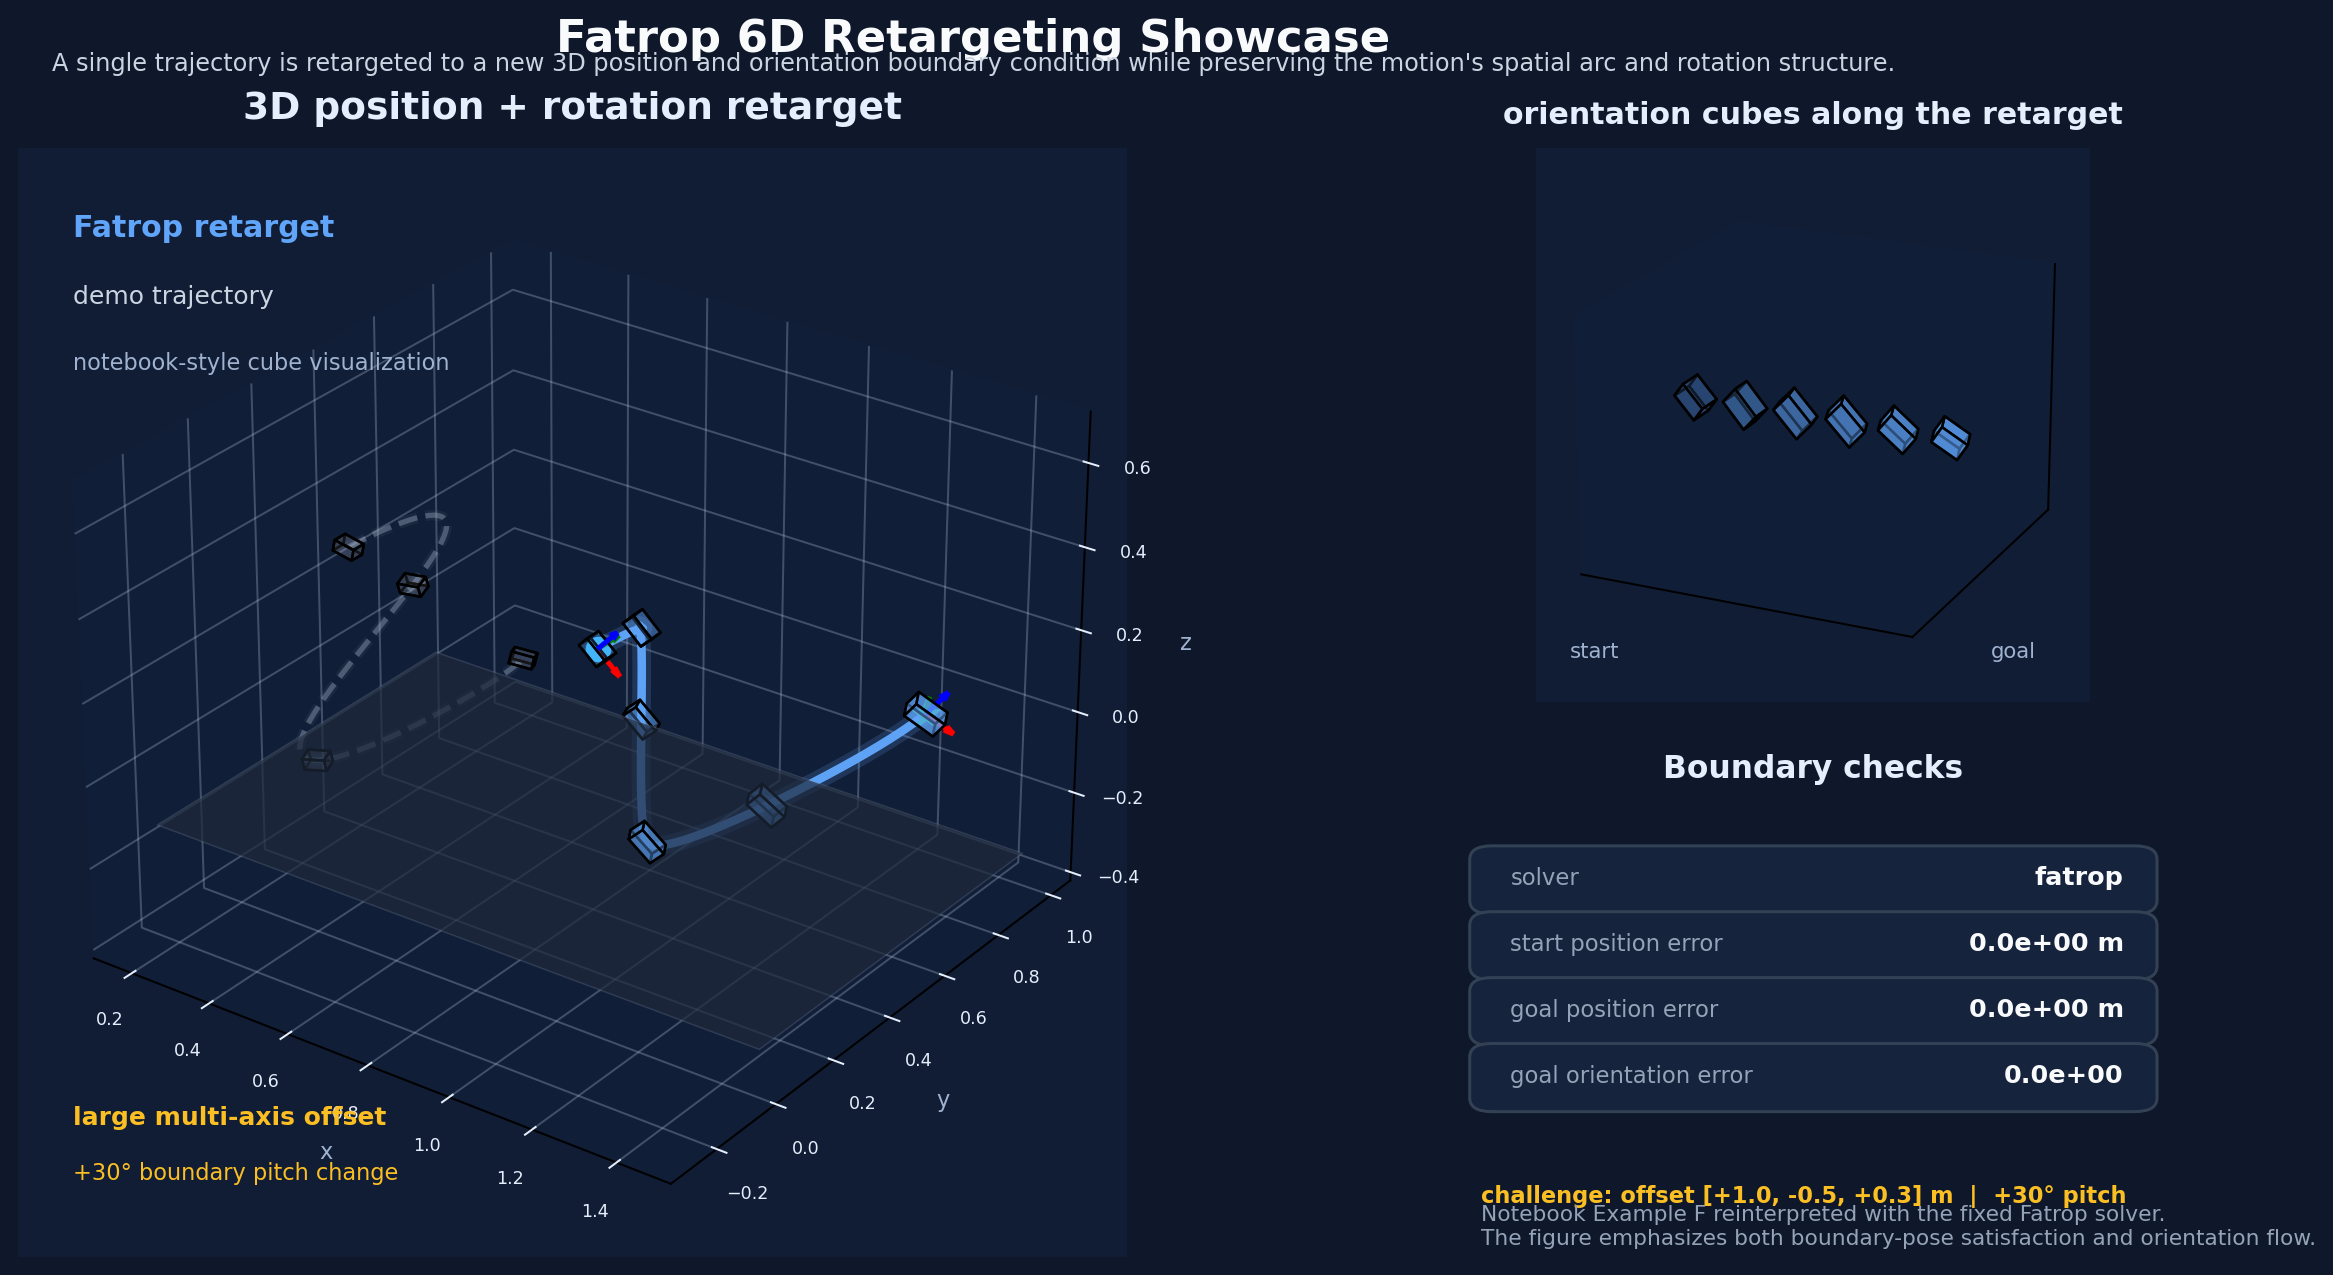 Fatrop 6D Retargeting Showcase
A single trajectory is retargeted to a new 3D position and orientation boundary condition while preserving the motion's spatial arc and rotation structure.
3D position + rotation retarget
Fatrop retarget
demo trajectory
notebook-style cube visualization
0.6
0.4
0.2
0.0
−0.2
−0.4
z
1.0
0.8
0.6
0.4
0.2
0.0
−0.2
y
0.2
0.4
0.6
0.8
1.0
1.2
1.4
x
large multi-axis offset
+30° boundary pitch change
orientation cubes along the retarget
start
goal
Boundary checks
solver fatrop
start position error 0.0e+00 m
goal position error 0.0e+00 m
goal orientation error 0.0e+00
challenge: offset [+1.0, -0.5, +0.3] m | +30° pitch
Notebook Example F reinterpreted with the fixed Fatrop solver.
The figure emphasizes both boundary-pose satisfaction and orientation flow.